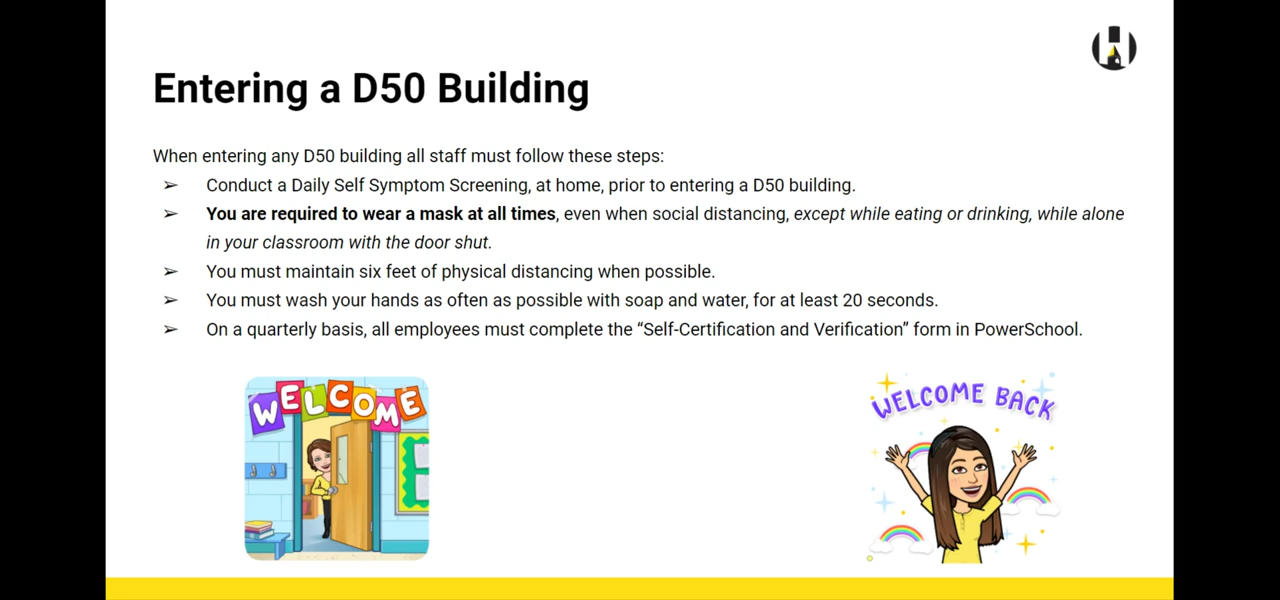 Entering a D50 Building
When entering any D50 building all staff must follow these steps:
➢ Conduct a Daily Self Symptom Screening, at home, prior to entering a D50 building.
➢ You are required to wear a mask at all times, even when social distancing, except while eating or drinking, while alone
in your classroom with the door shut.
➢ You must maintain six feet of physical distancing when possible.
➢ You must wash your hands as often as possible with soap and water, for at least 20 seconds.
➢ On a quarterly basis, all employees must complete the “Self-Certification and Verification” form in PowerSchool.
WELCOME
WELCOME BACK